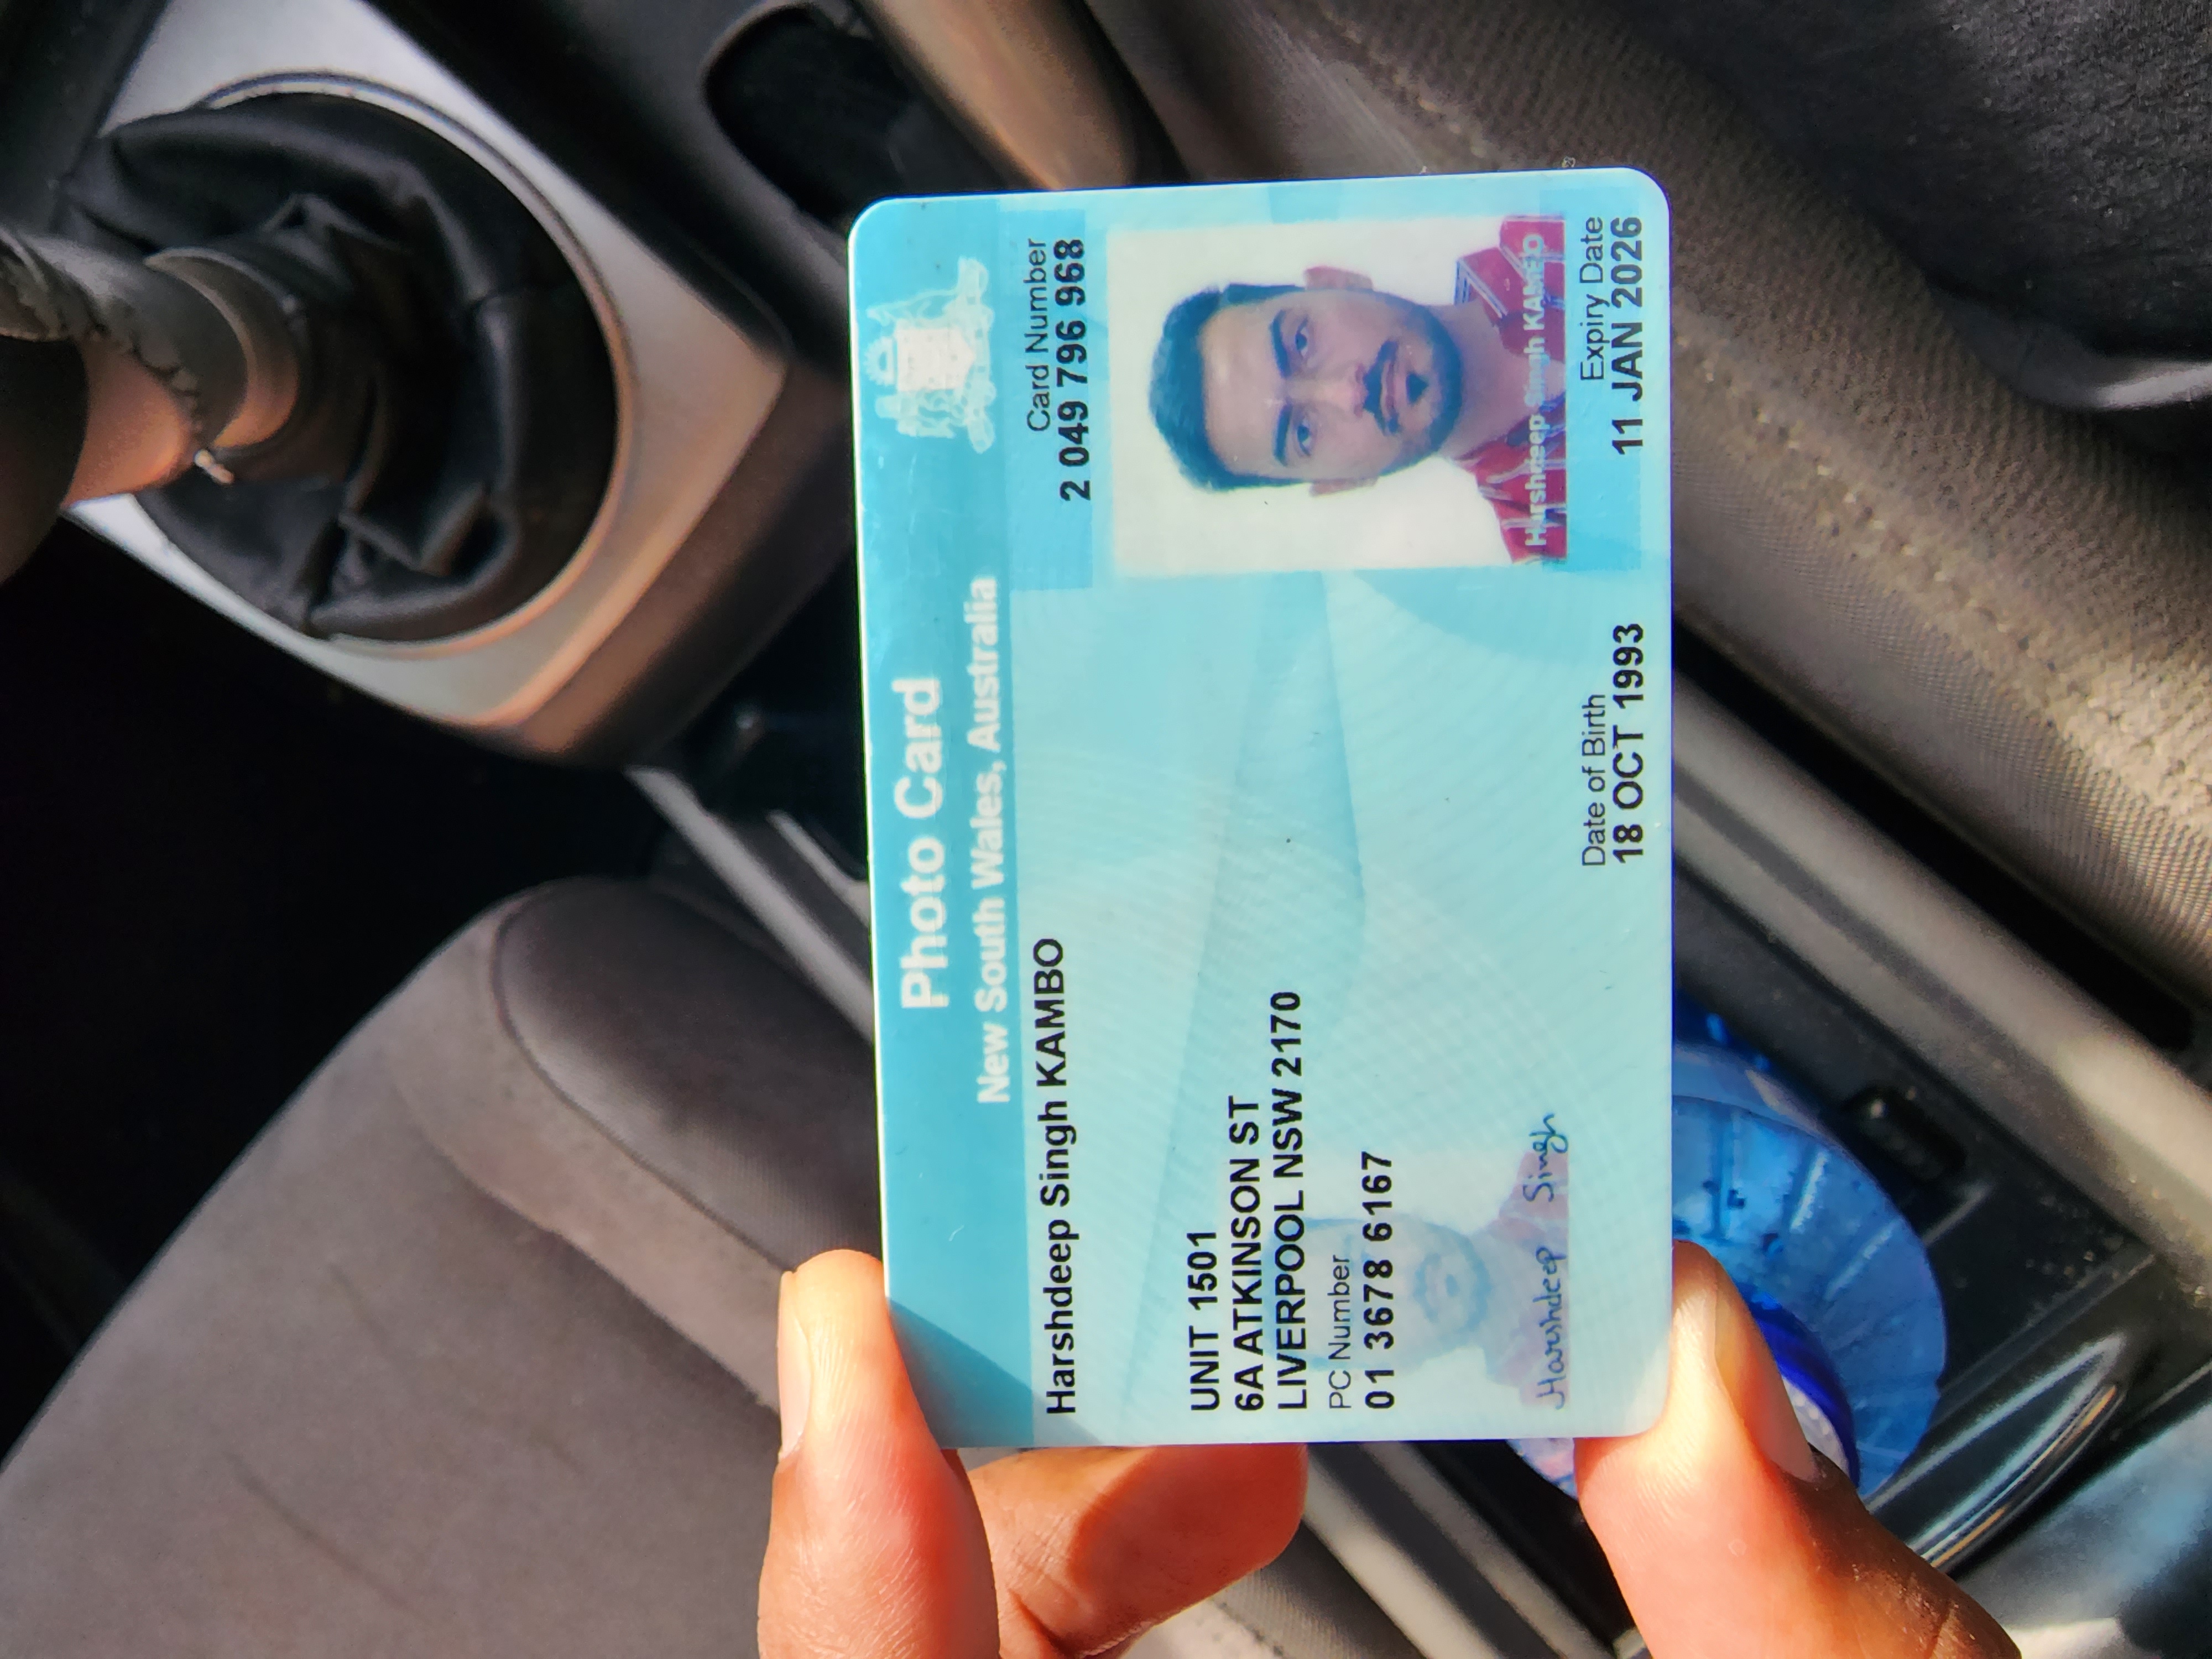 Photo Card
New South Wales, Australia
Harshdeep Singh KAMBO
Card Number
2 049 796 968
UNIT 1501
6A ATKINSON ST
LIVERPOOL NSW 2170
PC Number
01 3678 6167
Harshdeep Singh
Harshdeep Singh KAMBO
Date of Birth
18 OCT 1993
Expiry Date
11 JAN 2026